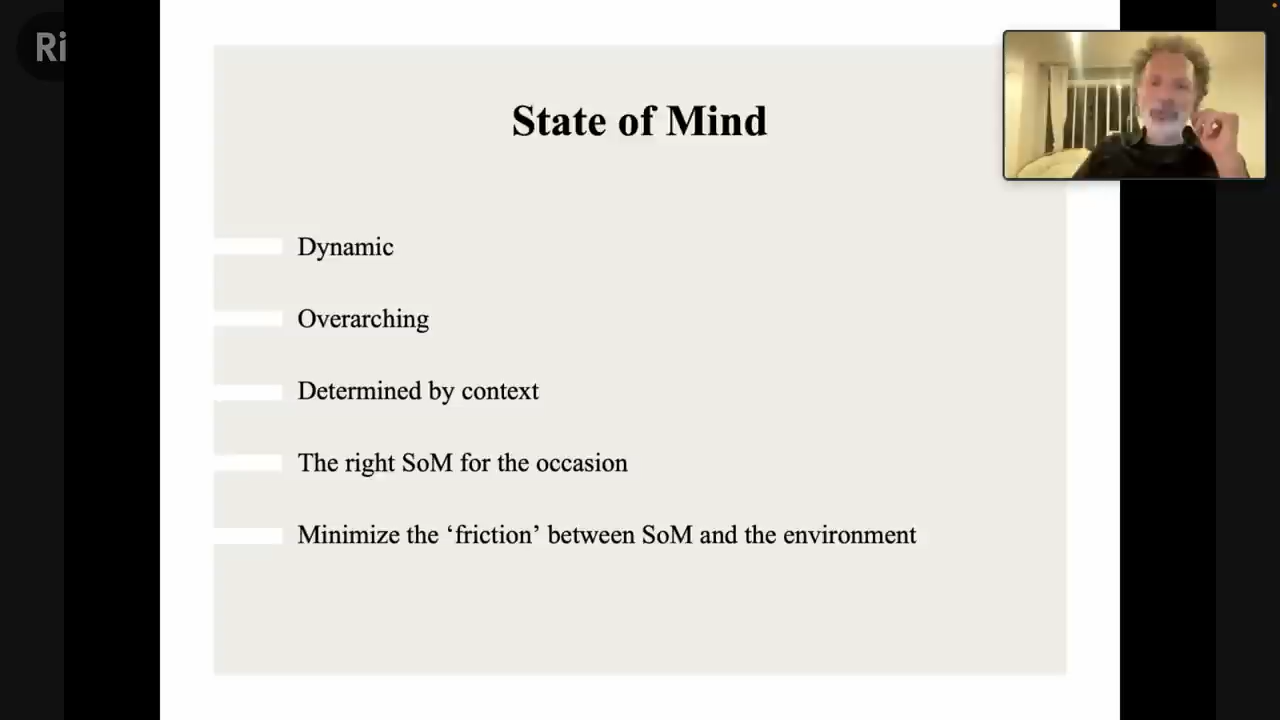 Ri
State of Mind
Dynamic
Overarching
Determined by context
The right SoM for the occasion
Minimize the ‘friction’ between SoM and the environment